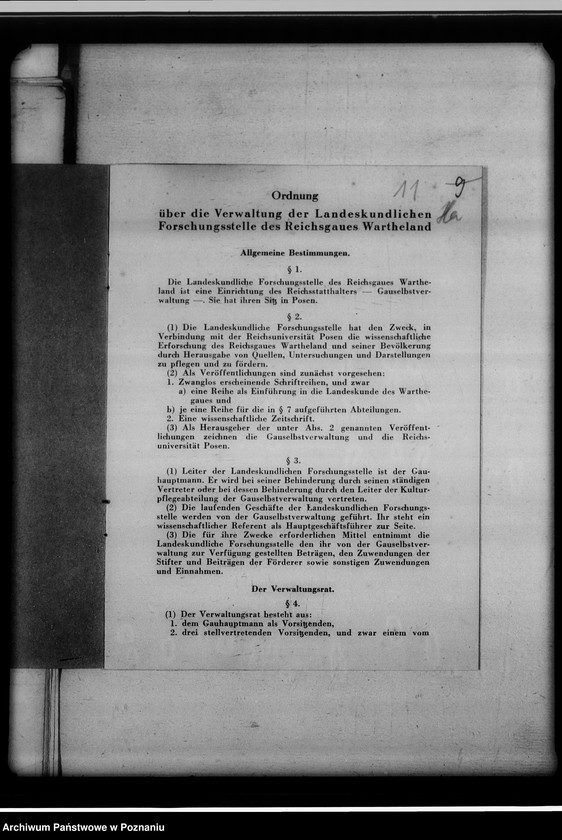 11 9
Ordnung
über die Verwaltung der Landeskundlichen
Forschungsstelle des Reichsgaues Wartheland
Allgemeine Bestimmungen.
§ 1.
Die Landeskundliche Forschungsstelle des Reichsgaues Warthe-
land ist eine Einrichtung des Reichsstatthalters — Gauselbstver-
waltung —. Sie hat ihren Sitz in Posen.
§ 2.
(1) Die Landeskundliche Forschungsstelle hat den Zweck, in
Verbindung mit der Reichsuniversität Posen die wissenschaftliche
Erforschung des Reichsgaues Wartheland und seiner Bevölkerung
durch Herausgabe von Quellen, Untersuchungen und Darstellungen
zu pflegen und zu fördern.
(2) Als Veröffentlichungen sind zunächst vorgesehen:
1. Zwanglos erscheinende Schriftreihen, und zwar
a) eine Reihe als Einführung in die Landeskunde des Warthe-
gaues und
b) je eine Reihe für die in § 7 aufgeführten Abteilungen.
2. Eine wissenschaftliche Zeitschrift.
(3) Als Herausgeber der unter Abs. 2 genannten Veröffent-
lichungen zeichnen die Gauselbstverwaltung und die Reichs-
universität Posen.
§ 3.
(1) Leiter der Landeskundlichen Forschungsstelle ist der Gau-
hauptmann. Er wird bei seiner Behinderung durch seinen ständigen
Vertreter oder bei dessen Behinderung durch den Leiter der Kultur-
pflegeabteilung der Gauselbstverwaltung vertreten.
(2) Die laufenden Geschäfte der Landeskundlichen Forschungs-
stelle werden von der Gauselbstverwaltung geführt. Ihr steht ein
wissenschaftlicher Referent als Hauptgeschäftsführer zur Seite.
(3) Die für ihre Zwecke erforderlichen Mittel entnimmt die
Landeskundliche Forschungsstelle den ihr von der Gauselbstver-
waltung zur Verfügung gestellten Beträgen, den Zuwendungen der
Stifter und Beiträgen der Förderer sowie sonstigen Zuwendungen
und Einnahmen.
Der Verwaltungsrat.
§ 4.
(1) Der Verwaltungsrat besteht aus:
1. dem Gauhauptmann als Vorsitzenden,
2. drei stellvertretenden Vorsitzenden, und zwar einem vom
Archiwum Państwowe w Poznaniu